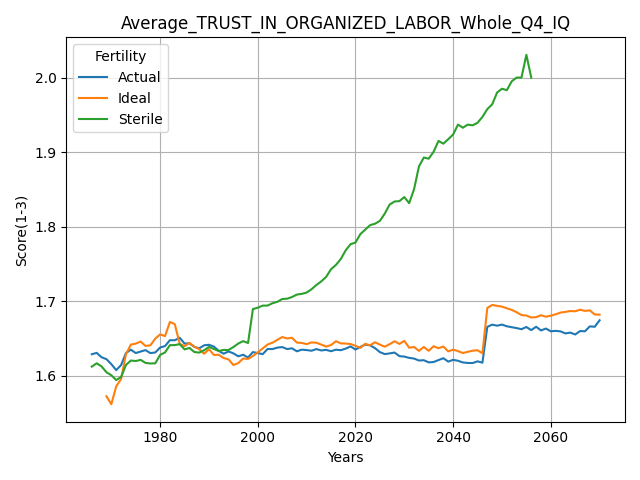 Average_TRUST_IN_ORGANIZED_LABOR_Whole_Q4_IQ
Fertility
Actual
Ideal
Sterile
Score(1-3)
2.0
1.9
1.8
1.7
1.6
1980
2000
2020
2040
2060
Years